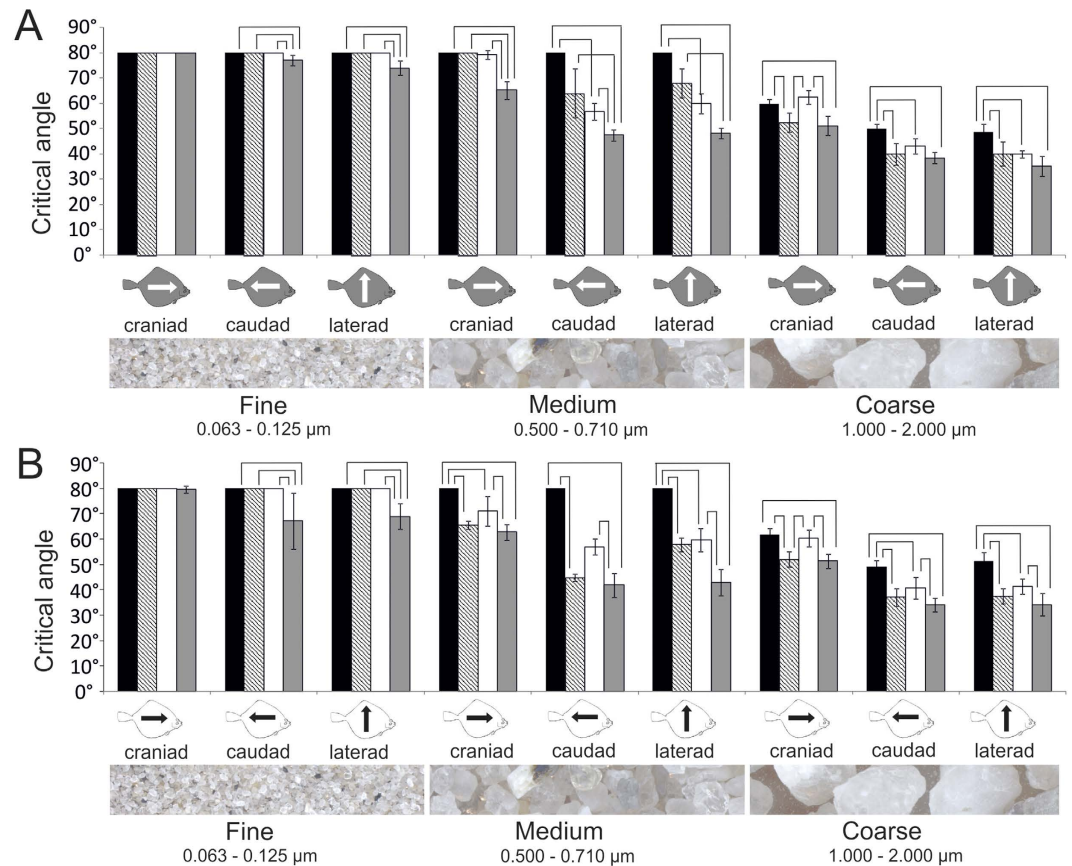 A
Critical angle
90°
80°
70°
60°
50°
40°
30°
20°
10°
0°
craniad caudad laterad craniad caudad laterad craniad caudad laterad
Fine Medium Coarse
0.063 - 0.125 µm 0.500 - 0.710 µm 1.000 - 2.000 µm
B
Critical angle
90°
80°
70°
60°
50°
40°
30°
20°
10°
0°
craniad caudad laterad craniad caudad laterad craniad caudad laterad
Fine Medium Coarse
0.063 - 0.125 µm 0.500 - 0.710 µm 1.000 - 2.000 µm